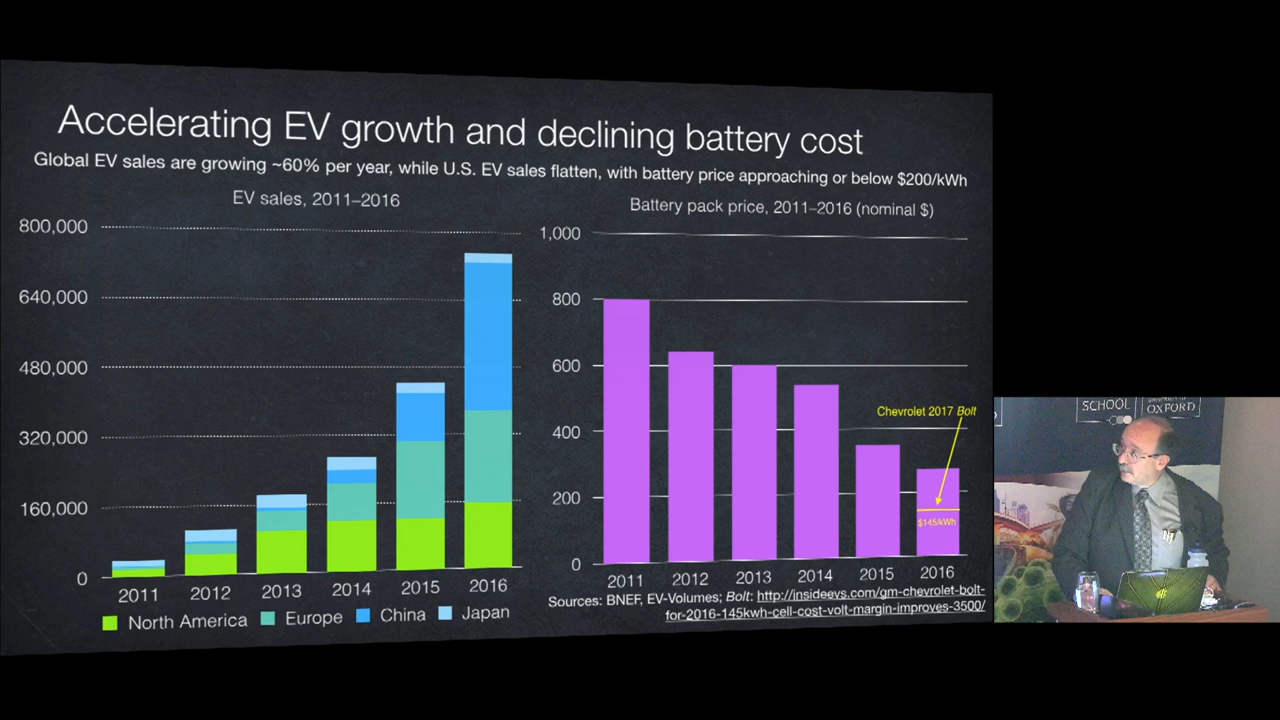 Accelerating EV growth and declining battery cost
Global EV sales are growing ~60% per year, while U.S. EV sales flatten, with battery price approaching or below $200/kWh
EV sales, 2011–2016
800,000
640,000
480,000
320,000
160,000
0
2011
2012
2013
2014
2015
2016
North America
Europe
China
Japan
Battery pack price, 2011–2016 (nominal $)
1,000
800
600
400
200
0
Chevrolet 2017 Bolt
$145/kWh
2011
2012
2013
2014
2015
2016
Sources: BNEF, EV-Volumes; Bolt: http://insideevs.com/gm-chevrolet-bolt-
for-2016-145kwh-cell-cost-volt-margin-improves-3500/
SCHOOL
OXFORD